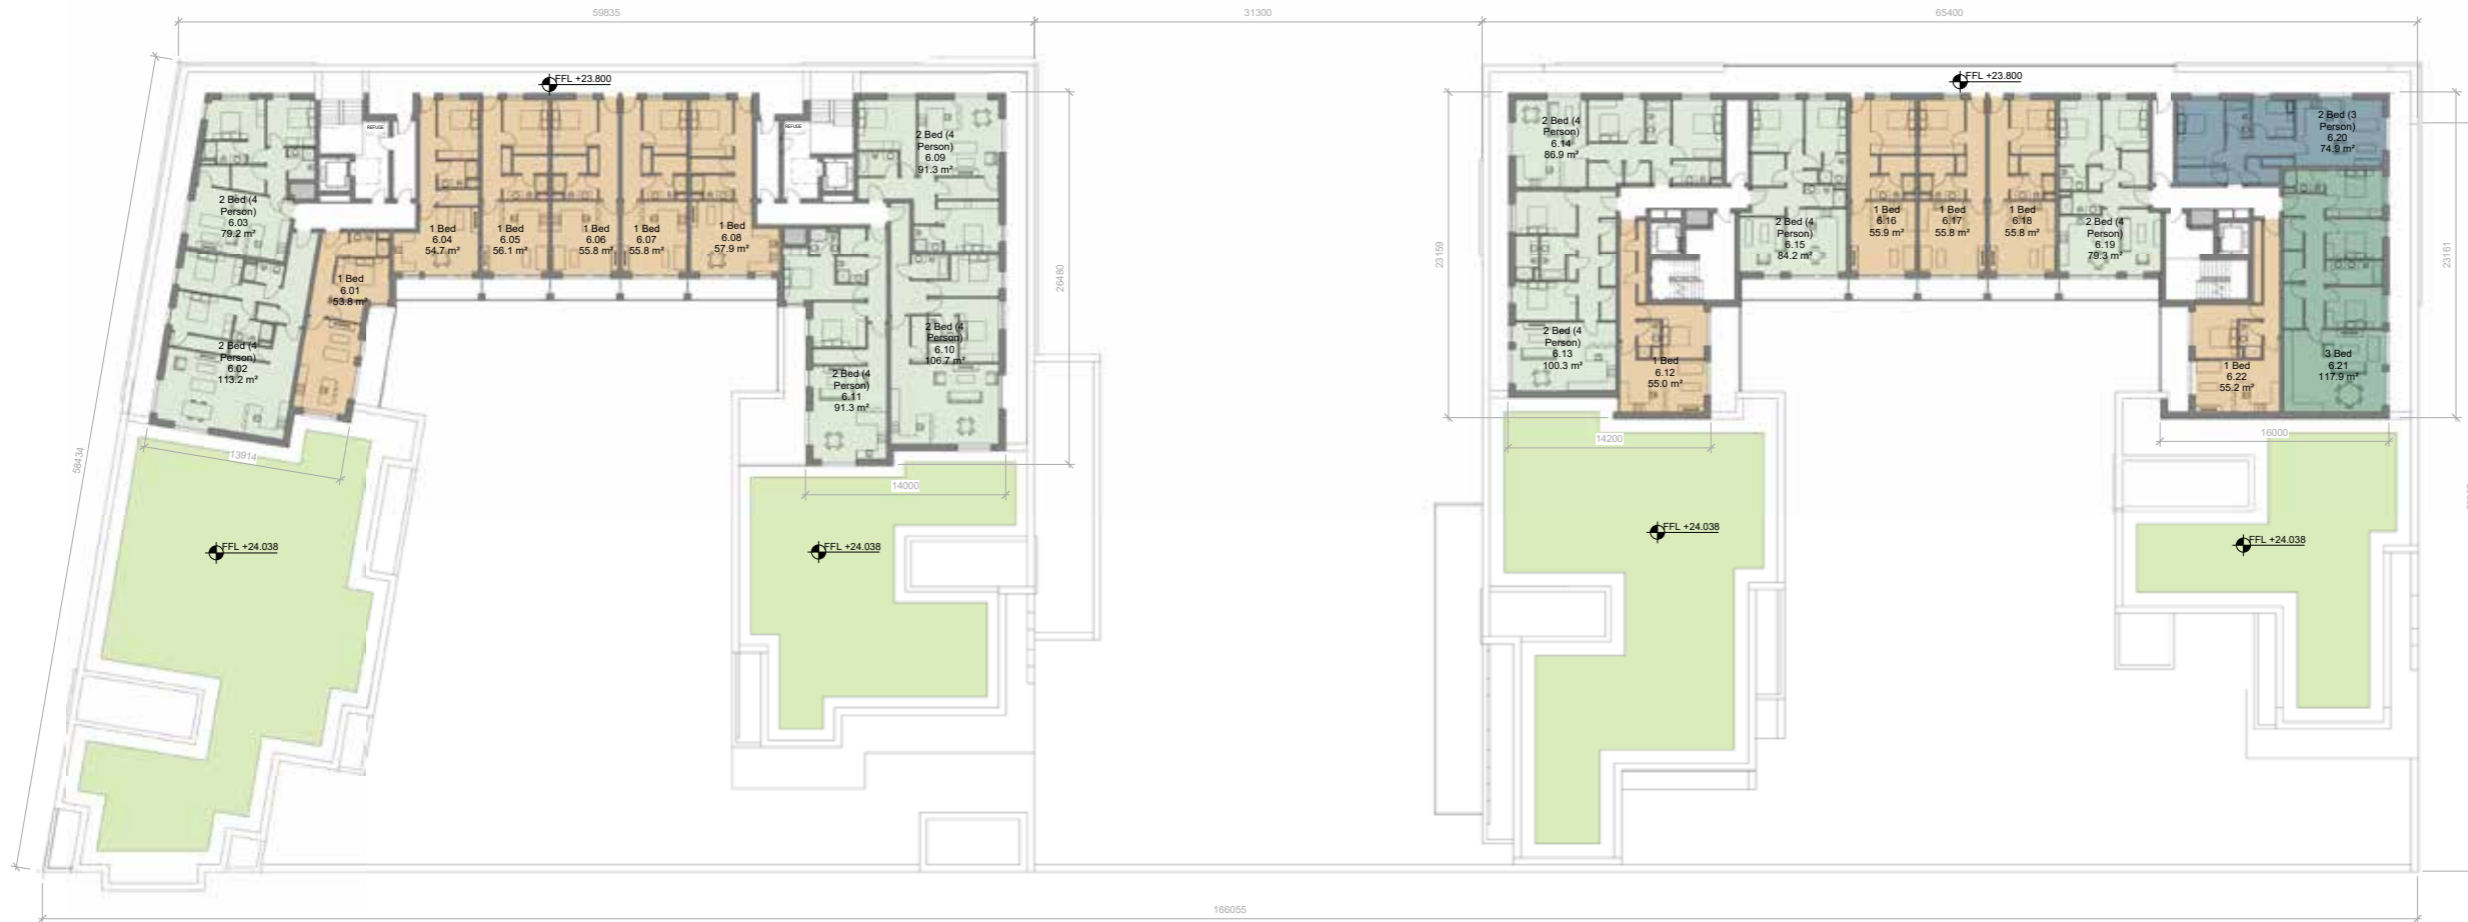 59835
31300
65400
FFL +23.800
FFL +23.800
REFUGE
REFUGE
2 Bed (4
Person)
6.03
79.2 m²
2 Bed (4
Person)
6.02
113.2 m²
1 Bed
6.01
53.8 m²
1 Bed
6.04
54.7 m²
1 Bed
6.05
56.1 m²
1 Bed
6.06
55.8 m²
1 Bed
6.07
55.8 m²
1 Bed
6.08
57.9 m²
2 Bed (4
Person)
6.09
91.3 m²
2 Bed (4
Person)
6.10
106.7 m²
2 Bed (4
Person)
6.11
91.3 m²
26480
23159
2 Bed (4
Person)
6.14
86.9 m²
2 Bed (4
Person)
6.13
100.3 m²
1 Bed
6.12
55.0 m²
2 Bed (4
Person)
6.15
84.2 m²
1 Bed
6.16
55.9 m²
1 Bed
6.17
55.8 m²
1 Bed
6.18
55.8 m²
2 Bed (4
Person)
6.19
79.3 m²
2 Bed (3
Person)
6.20
74.9 m²
3 Bed
6.21
117.9 m²
1 Bed
6.22
55.2 m²
23161
58434
13914
14000
14200
16000
FFL +24.038
FFL +24.038
FFL +24.038
FFL +24.038
166055